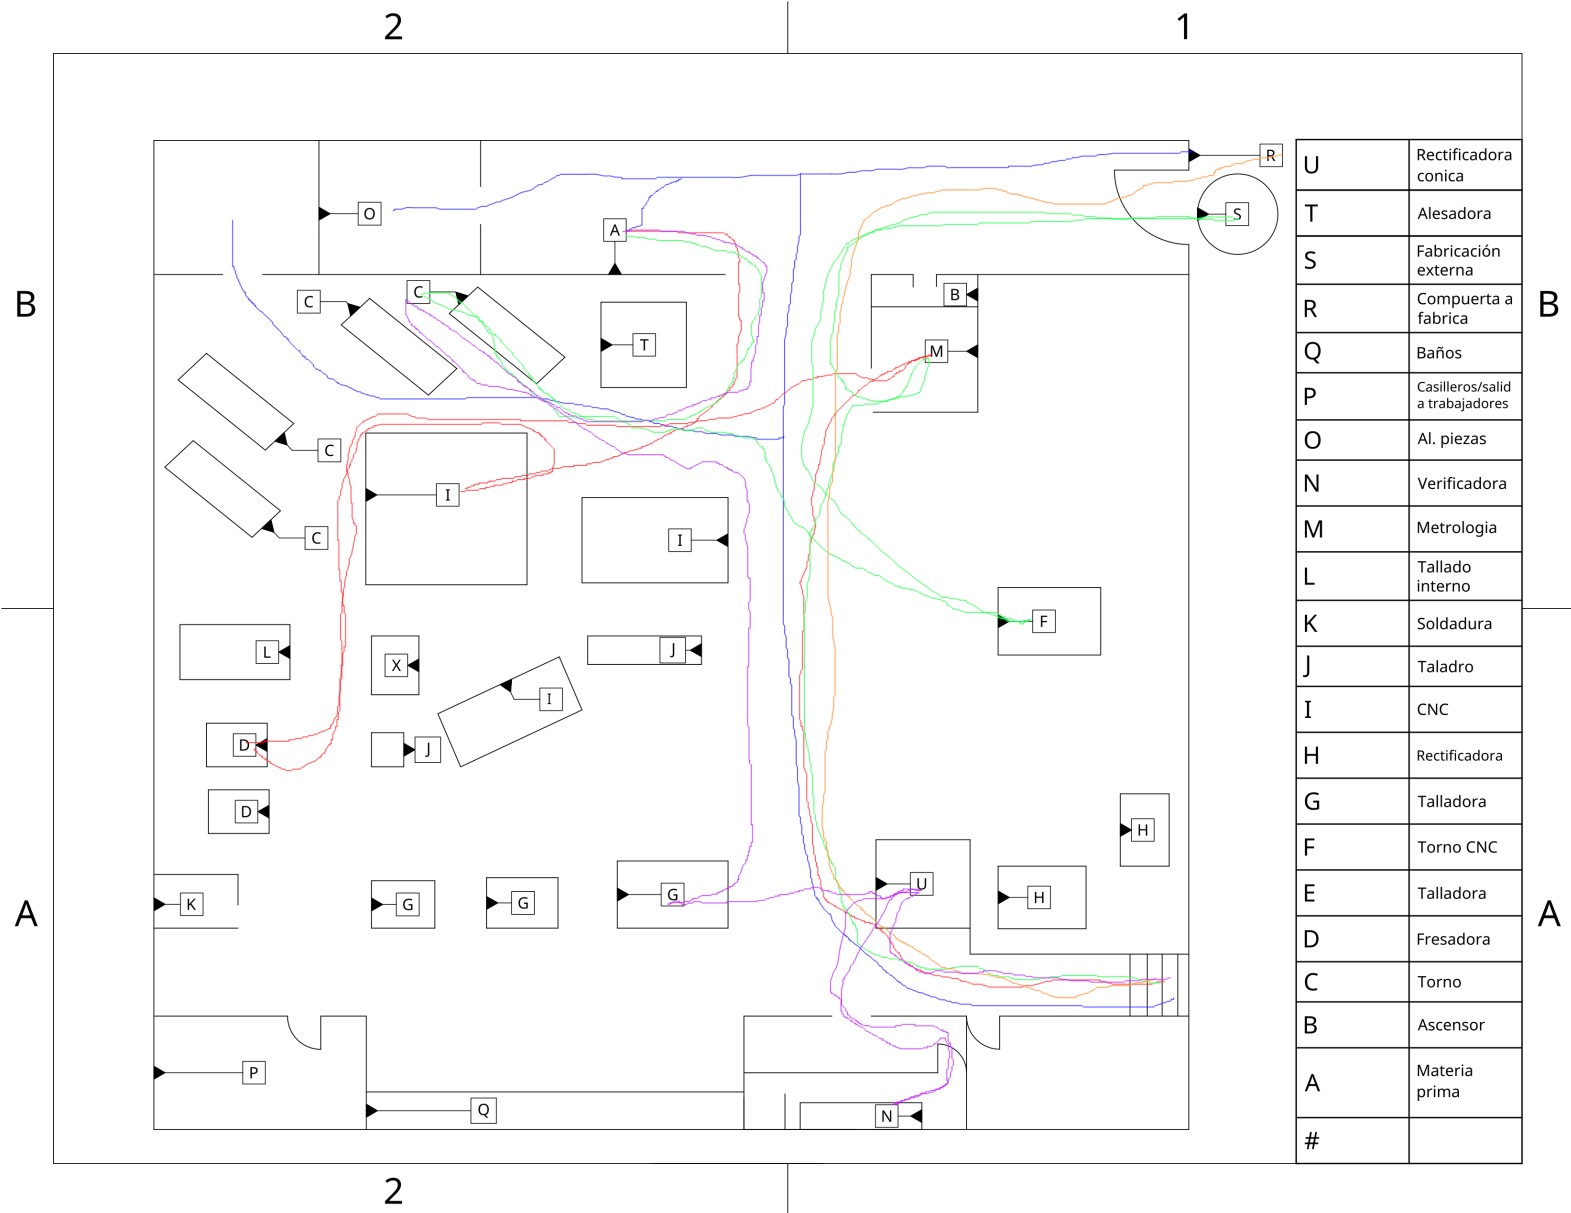 2
1
B
A
B
A
2
R
O
S
A
C
C
B
T
M
C
I
C
I
F
L
X
J
I
D
J
D
H
K
G
G
G
U
H
P
Q
N
U Rectificadora
conica
T Alesadora
S Fabricación
externa
R Compuerta a
fabrica
Q Baños
P Casilleros/salid
a trabajadores
O Al. piezas
N Verificadora
M Metrologia
L Tallado
interno
K Soldadura
J Taladro
I CNC
H Rectificadora
G Talladora
F Torno CNC
E Talladora
D Fresadora
C Torno
B Ascensor
A Materia
prima
#